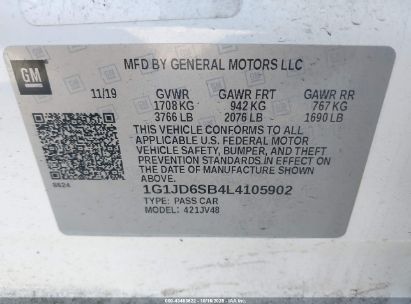 GM
MFD BY GENERAL MOTORS LLC
11/19 GVWR GAWR FRT GAWR RR
1708 KG 942 KG 767 KG
3766 LB 2076 LB 1690 LB
THIS VEHICLE CONFORMS TO ALL
APPLICABLE U.S. FEDERAL MOTOR
VEHICLE SAFETY, BUMPER, AND THEFT
PREVENTION STANDARDS IN EFFECT ON
THE DATE OF MANUFACTURE SHOWN ABOVE.
8624
1G1JD6SB4L4105902
TYPE: PASS CAR
MODEL: 421JV48